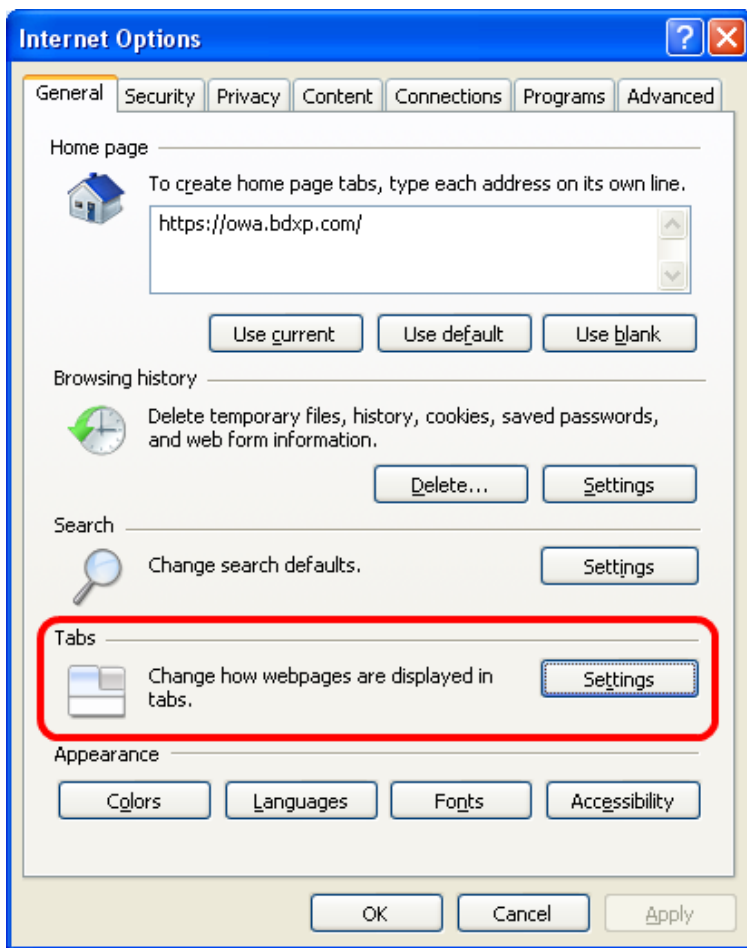 Internet Options
General Security Privacy Content Connections Programs Advanced
Home page
To create home page tabs, type each address on its own line.
https://owa.bdxp.com/
Use current Use default Use blank
Browsing history
Delete temporary files, history, cookies, saved passwords,
and web form information.
Delete... Settings
Search
Change search defaults. Settings
Tabs
Change how webpages are displayed in Settings
tabs.
Appearance
Colors Languages Fonts Accessibility
OK Cancel Apply